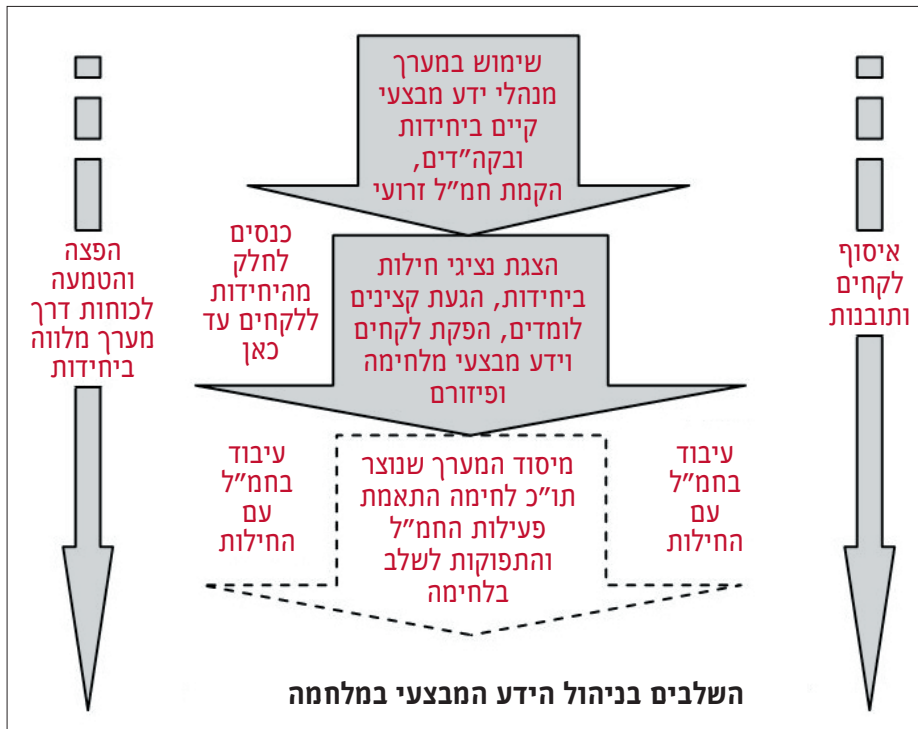 שימוש במערך
מנהלי ידע מבצעי
קיים ביחידות
ובקה"דים,
הקמת חמ"ל זרועי
איסוף
לקחים
ותובנות
הצגת נציגי חילות
ביחידות, הגעת קצינים
לומדים, הפקת לקחים
וידע מבצעי מלחימה
ופיזורם
כנסים
לחלק
מהיחידות
ללקחים עד
כאן
הפצה
והטמעה
לכוחות דרך
מערך מלווה
ביחידות
עיבוד
בחמ"ל
עם
החילות
מיסוד המערך שנוצר
תו"כ לחימה התאמת
פעילות החמ"ל
והתפוקות לשלב
בלחימה
עיבוד
בחמ"ל
עם
החילות
השלבים בניהול הידע המבצעי במלחמה